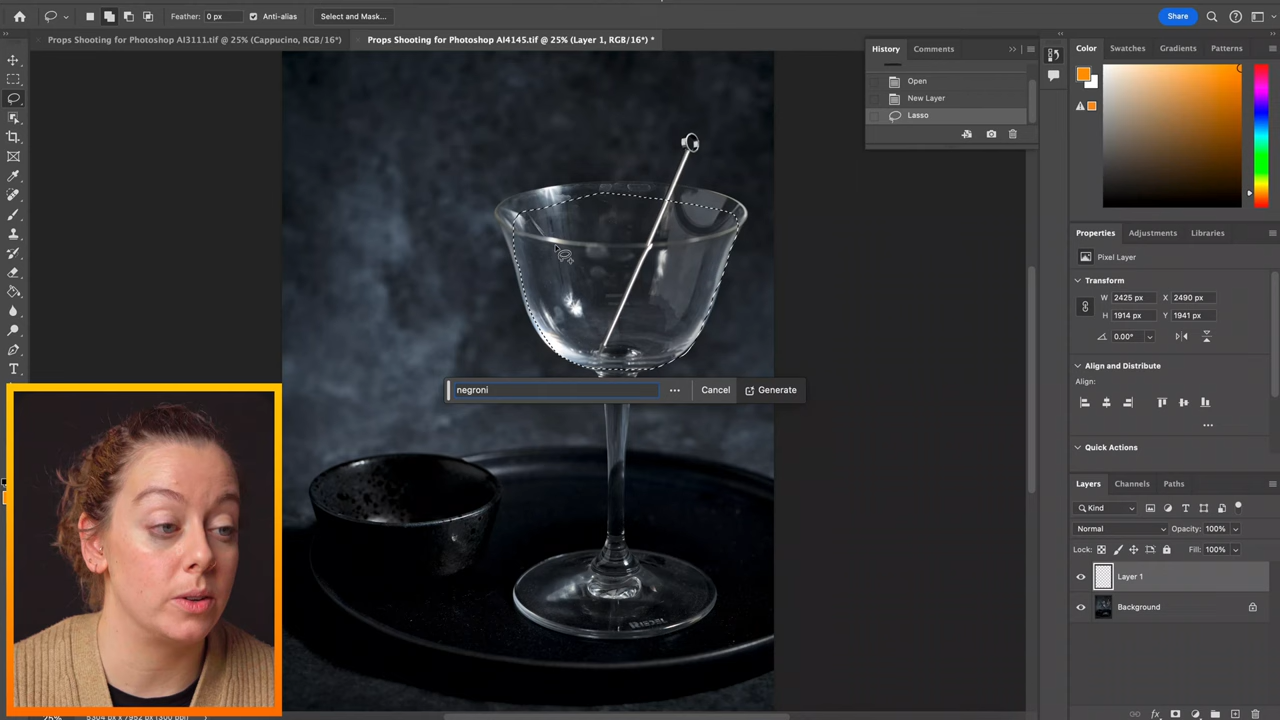 Feather: 0 px Anti-alias Select and Mask... Share
Props Shooting for Photoshop AI3111.tif @ 25% (Cappucino, RGB/16*) Props Shooting for Photoshop AI4145.tif @ 25% (Layer 1, RGB/16*) *
History Comments
Open
New Layer
Lasso
Color Swatches Gradients Patterns
Properties Adjustments Libraries
Pixel Layer
Transform
W 2425 px X 2490 px
H 1914 px Y 1941 px
0.00°
Align and Distribute
Align:
Quick Actions
negroni Cancel Generate
Layers Channels Paths
Kind
Normal Opacity: 100%
Lock: Fill: 100%
Layer 1
Background
RIEDEL